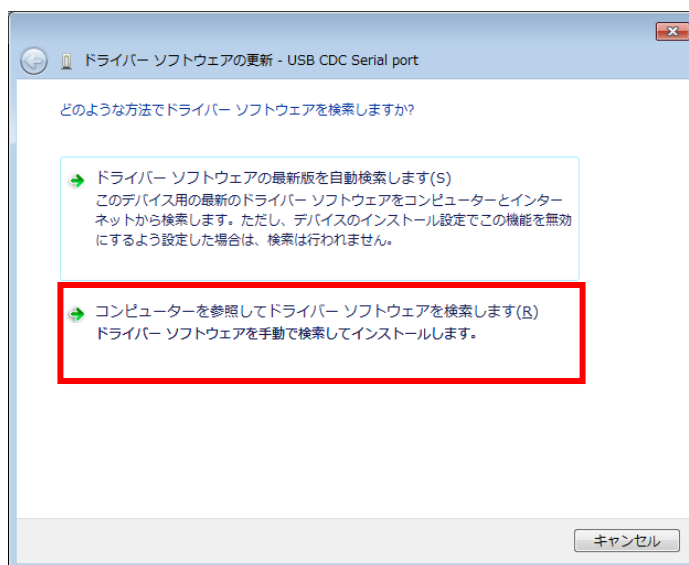 ドライバー ソフトウェアの更新 - USB CDC Serial port
どのような方法でドライバー ソフトウェアを検索しますか?
ドライバー ソフトウェアの最新版を自動検索します(S)
このデバイス用の最新のドライバー ソフトウェアをコンピューターとインター
ネットから検索します。ただし、デバイスのインストール設定でこの機能を無効
にするよう設定した場合は、検索は行われません。
コンピューターを参照してドライバー ソフトウェアを検索します(R)
ドライバー ソフトウェアを手動で検索してインストールします。
キャンセル